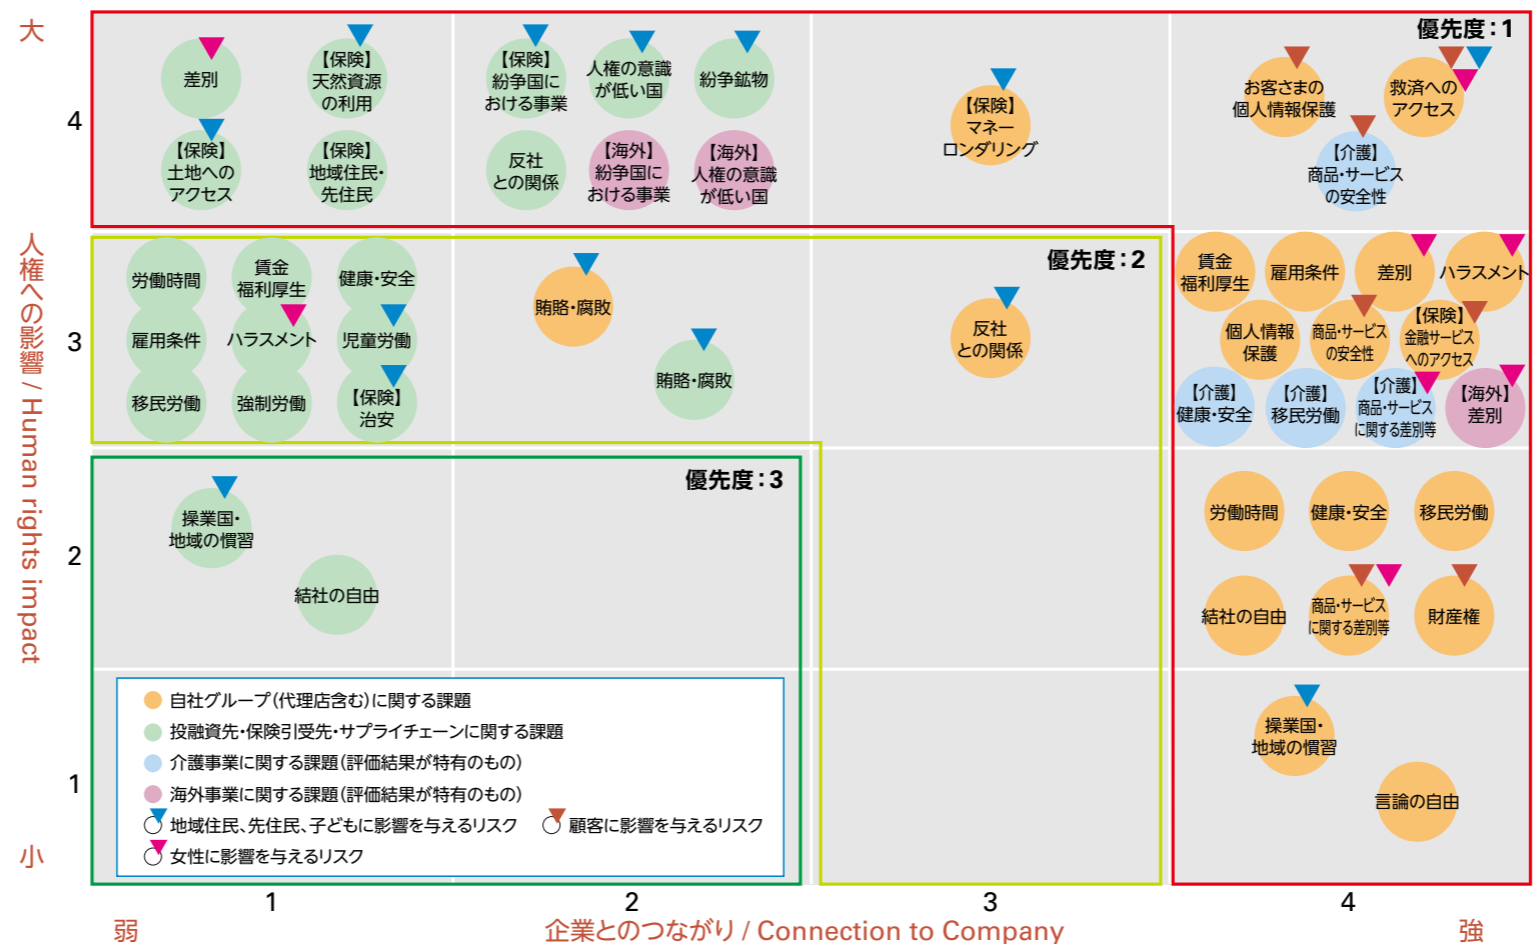 大
人権への影響 / Human rights impact
小
4
3
2
1
優先度：1
差別
【保険】
天然資源
の利用
【保険】
土地への
アクセス
【保険】
地域住民・
先住民
【保険】
紛争国に
おける事業
人権の意識
が低い国
紛争鉱物
反社
との関係
【海外】
紛争国に
おける事業
【海外】
人権の意識
が低い国
【保険】
マネー
ロンダリング
お客さまの
個人情報保護
救済への
アクセス
【介護】
商品・サービス
の安全性
優先度：2
労働時間
賃金
福利厚生
健康・安全
雇用条件
ハラスメント
児童労働
移民労働
強制労働
【保険】
治安
賄賂・腐敗
賄賂・腐敗
反社
との関係
賃金
福利厚生
雇用条件
差別
ハラスメント
個人情報
保護
商品・サービス
の安全性
【保険】
金融サービス
へのアクセス
【介護】
健康・安全
【介護】
移民労働
【介護】
商品・サービス
に関する差別等
【海外】
差別
優先度：3
操業国・
地域の慣習
結社の自由
労働時間
健康・安全
移民労働
結社の自由
商品・サービス
に関する差別等
財産権
操業国・
地域の慣習
言論の自由
自社グループ（代理店含む）に関する課題
投融資先・保険引受先・サプライチェーンに関する課題
介護事業に関する課題（評価結果が特有のもの）
海外事業に関する課題（評価結果が特有のもの）
地域住民、先住民、子どもに影響を与えるリスク
顧客に影響を与えるリスク
女性に影響を与えるリスク
1
2
3
4
弱
企業とのつながり / Connection to Company
強